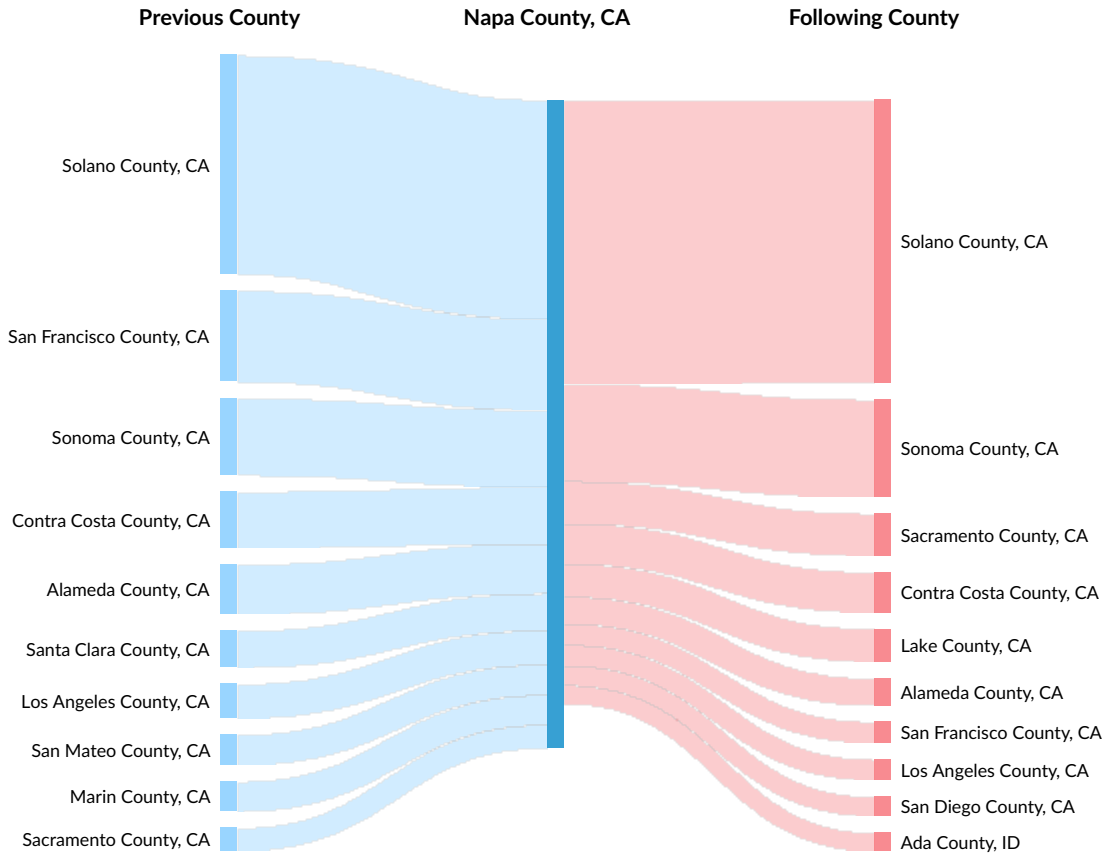 Previous County
Napa County, CA
Following County
Solano County, CA
San Francisco County, CA
Sonoma County, CA
Contra Costa County, CA
Alameda County, CA
Santa Clara County, CA
Los Angeles County, CA
San Mateo County, CA
Marin County, CA
Sacramento County, CA
Solano County, CA
Sonoma County, CA
Sacramento County, CA
Contra Costa County, CA
Lake County, CA
Alameda County, CA
San Francisco County, CA
Los Angeles County, CA
San Diego County, CA
Ada County, ID